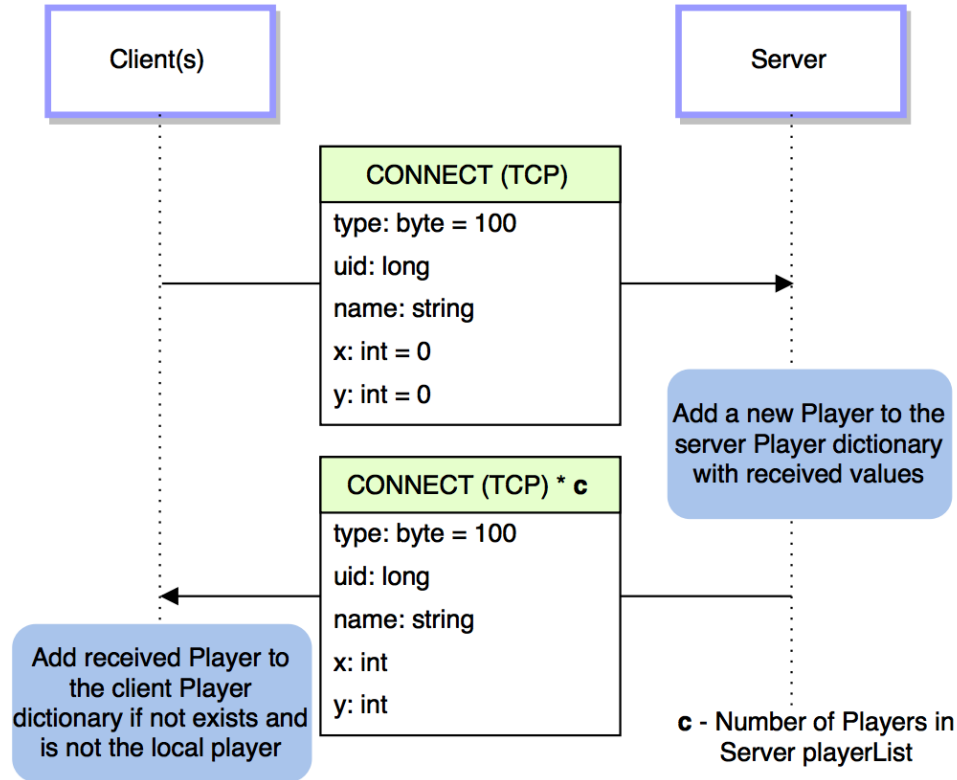 Client(s)
Server
CONNECT (TCP)
type: byte = 100
uid: long
name: string
x: int = 0
y: int = 0
Add a new Player to the
server Player dictionary
with received values
CONNECT (TCP) * c
type: byte = 100
uid: long
name: string
x: int
y: int
Add received Player to
the client Player
dictionary if not exists and
is not the local player
c - Number of Players in
Server playerList